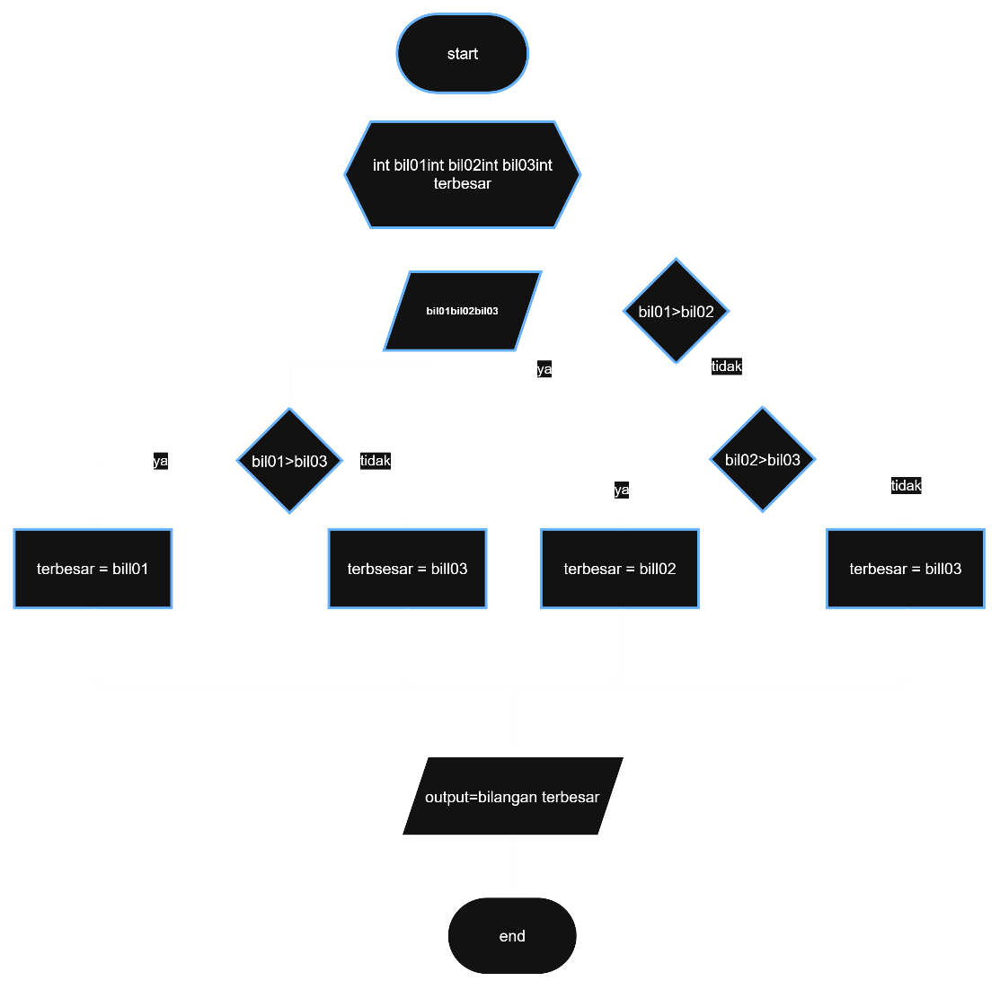 start
int bil01int bil02int bil03int
terbesar
bil01bil02bil03
bil01>bil02
ya
tidak
bil01>bil03
ya
tidak
bil02>bil03
ya
tidak
terbesar = bill01
terbsesar = bill03
terbesar = bill02
terbesar = bill03
output=bilangan terbesar
end